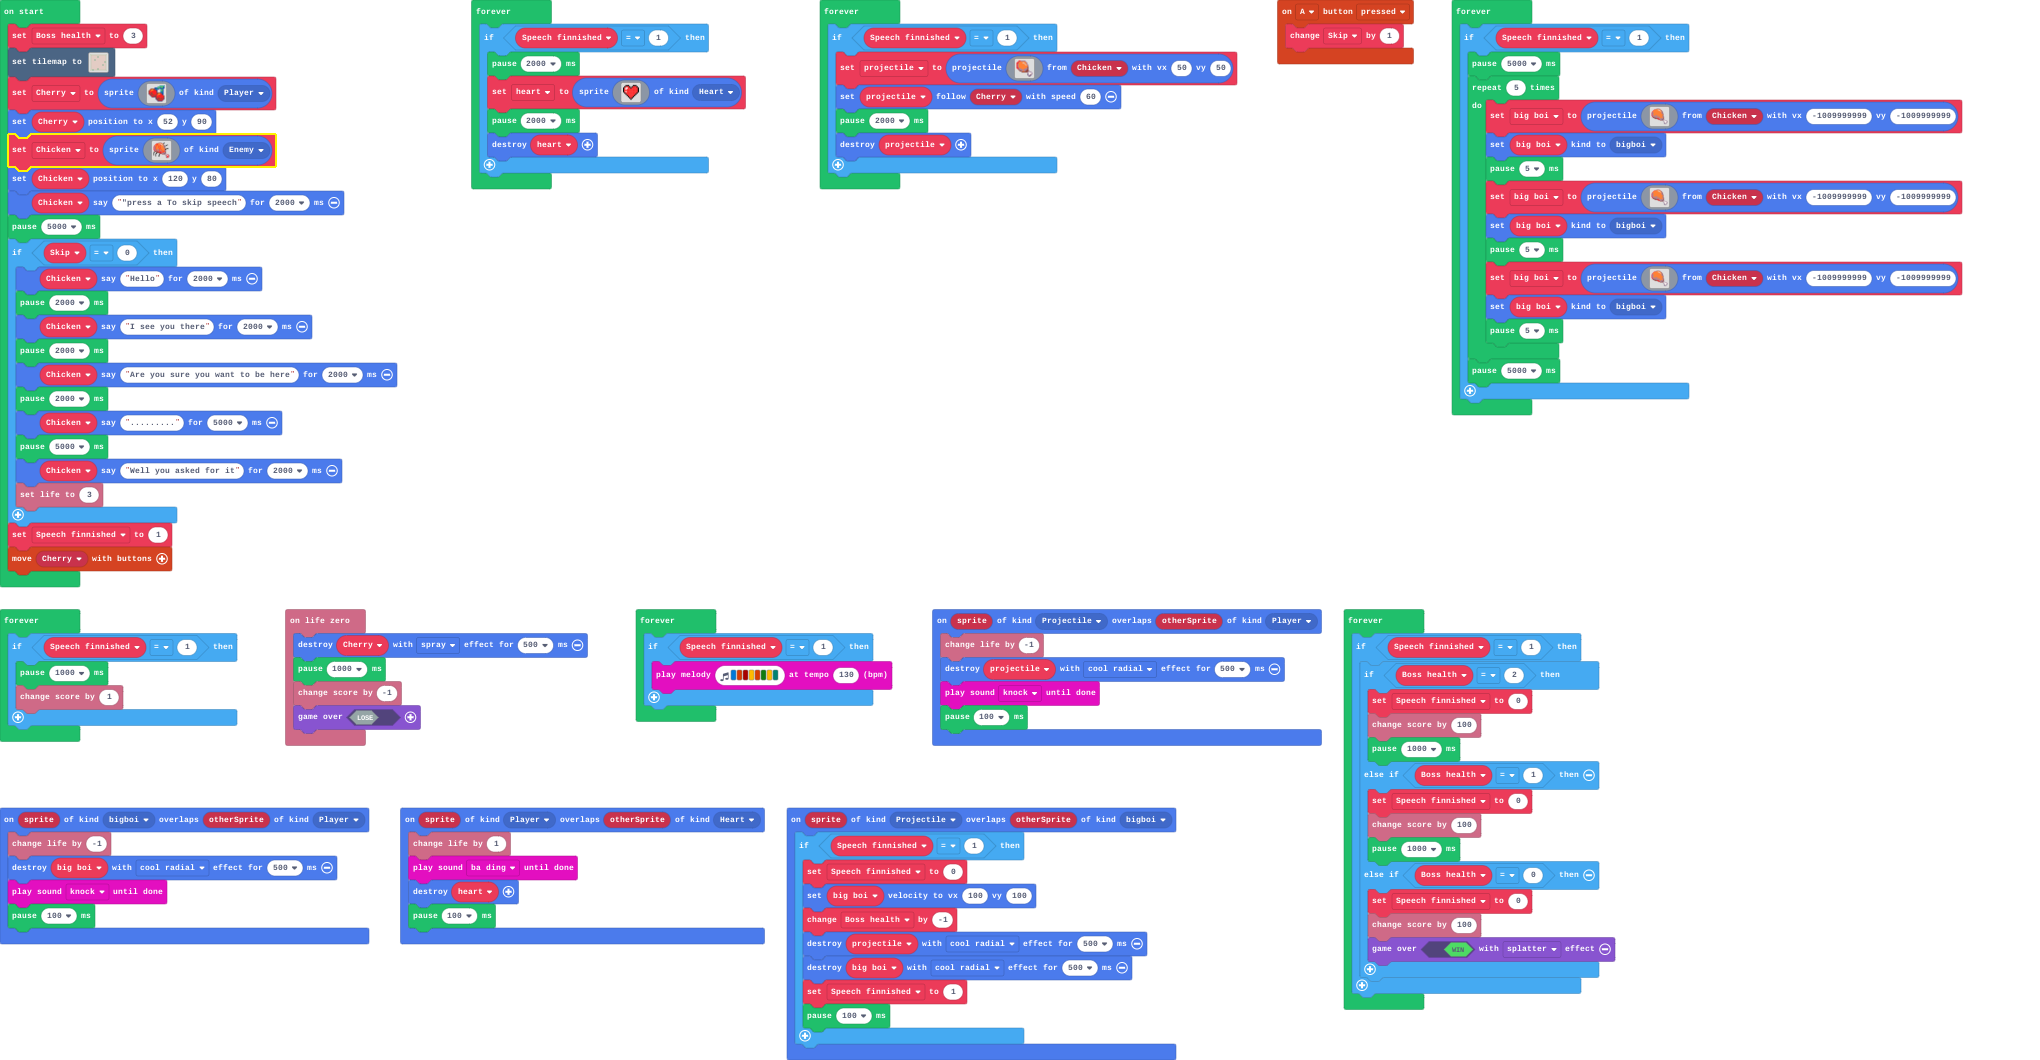 on start
set Boss health to 3
set tilemap to
set Cherry to sprite of kind Player
set Cherry position to x 52 y 90
set Chicken to sprite of kind Enemy
set Chicken position to x 120 y 80
Chicken say ""press a To skip speech" for 2000 ms
pause 5000 ms
if Skip = 0 then
Chicken say "Hello" for 2000 ms
pause 2000 ms
Chicken say "I see you there" for 2000 ms
pause 2000 ms
Chicken say "Are you sure you want to be here" for 2000 ms
pause 2000 ms
Chicken say "........." for 5000 ms
pause 5000 ms
Chicken say "Well you asked for it" for 2000 ms
set life to 3
set Speech finnished to 1
move Cherry with buttons
forever
if Speech finnished = 1 then
pause 2000 ms
set heart to sprite of kind Heart
pause 2000 ms
destroy heart
forever
if Speech finnished = 1 then
set projectile to projectile from Chicken with vx 50 vy 50
set projectile follow Cherry with speed 60
pause 2000 ms
destroy projectile
on A button pressed
change Skip by 1
forever
if Speech finnished = 1 then
pause 5000 ms
repeat 5 times
do
set big boi to projectile from Chicken with vx -1009999999 vy -1009999999
set big boi kind to bigboi
pause 5 ms
set big boi to projectile from Chicken with vx -1009999999 vy -1009999999
set big boi kind to bigboi
pause 5 ms
set big boi to projectile from Chicken with vx -1009999999 vy -1009999999
set big boi kind to bigboi
pause 5 ms
pause 5000 ms
forever
if Speech finnished = 1 then
pause 1000 ms
change score by 1
on life zero
destroy Cherry with spray effect for 500 ms
pause 1000 ms
change score by -1
game over LOSE
forever
if Speech finnished = 1 then
play melody at tempo 130 (bpm)
on sprite of kind Projectile overlaps otherSprite of kind Player
change life by -1
destroy projectile with cool radial effect for 500 ms
play sound knock until done
pause 100 ms
forever
if Speech finnished = 1 then
if Boss health = 2 then
set Speech finnished to 0
change score by 100
pause 1000 ms
else if Boss health = 1 then
set Speech finnished to 0
change score by 100
pause 1000 ms
else if Boss health = 0 then
set Speech finnished to 0
change score by 100
game over WIN with splatter effect
on sprite of kind bigboi overlaps otherSprite of kind Player
change life by -1
destroy big boi with cool radial effect for 500 ms
play sound knock until done
pause 100 ms
on sprite of kind Player overlaps otherSprite of kind Heart
change life by 1
play sound ba ding until done
destroy heart
pause 100 ms
on sprite of kind Projectile overlaps otherSprite of kind bigboi
if Speech finnished = 1 then
set Speech finnished to 0
set big boi velocity to vx 100 vy 100
change Boss health by -1
destroy projectile with cool radial effect for 500 ms
destroy big boi with cool radial effect for 500 ms
set Speech finnished to 1
pause 100 ms